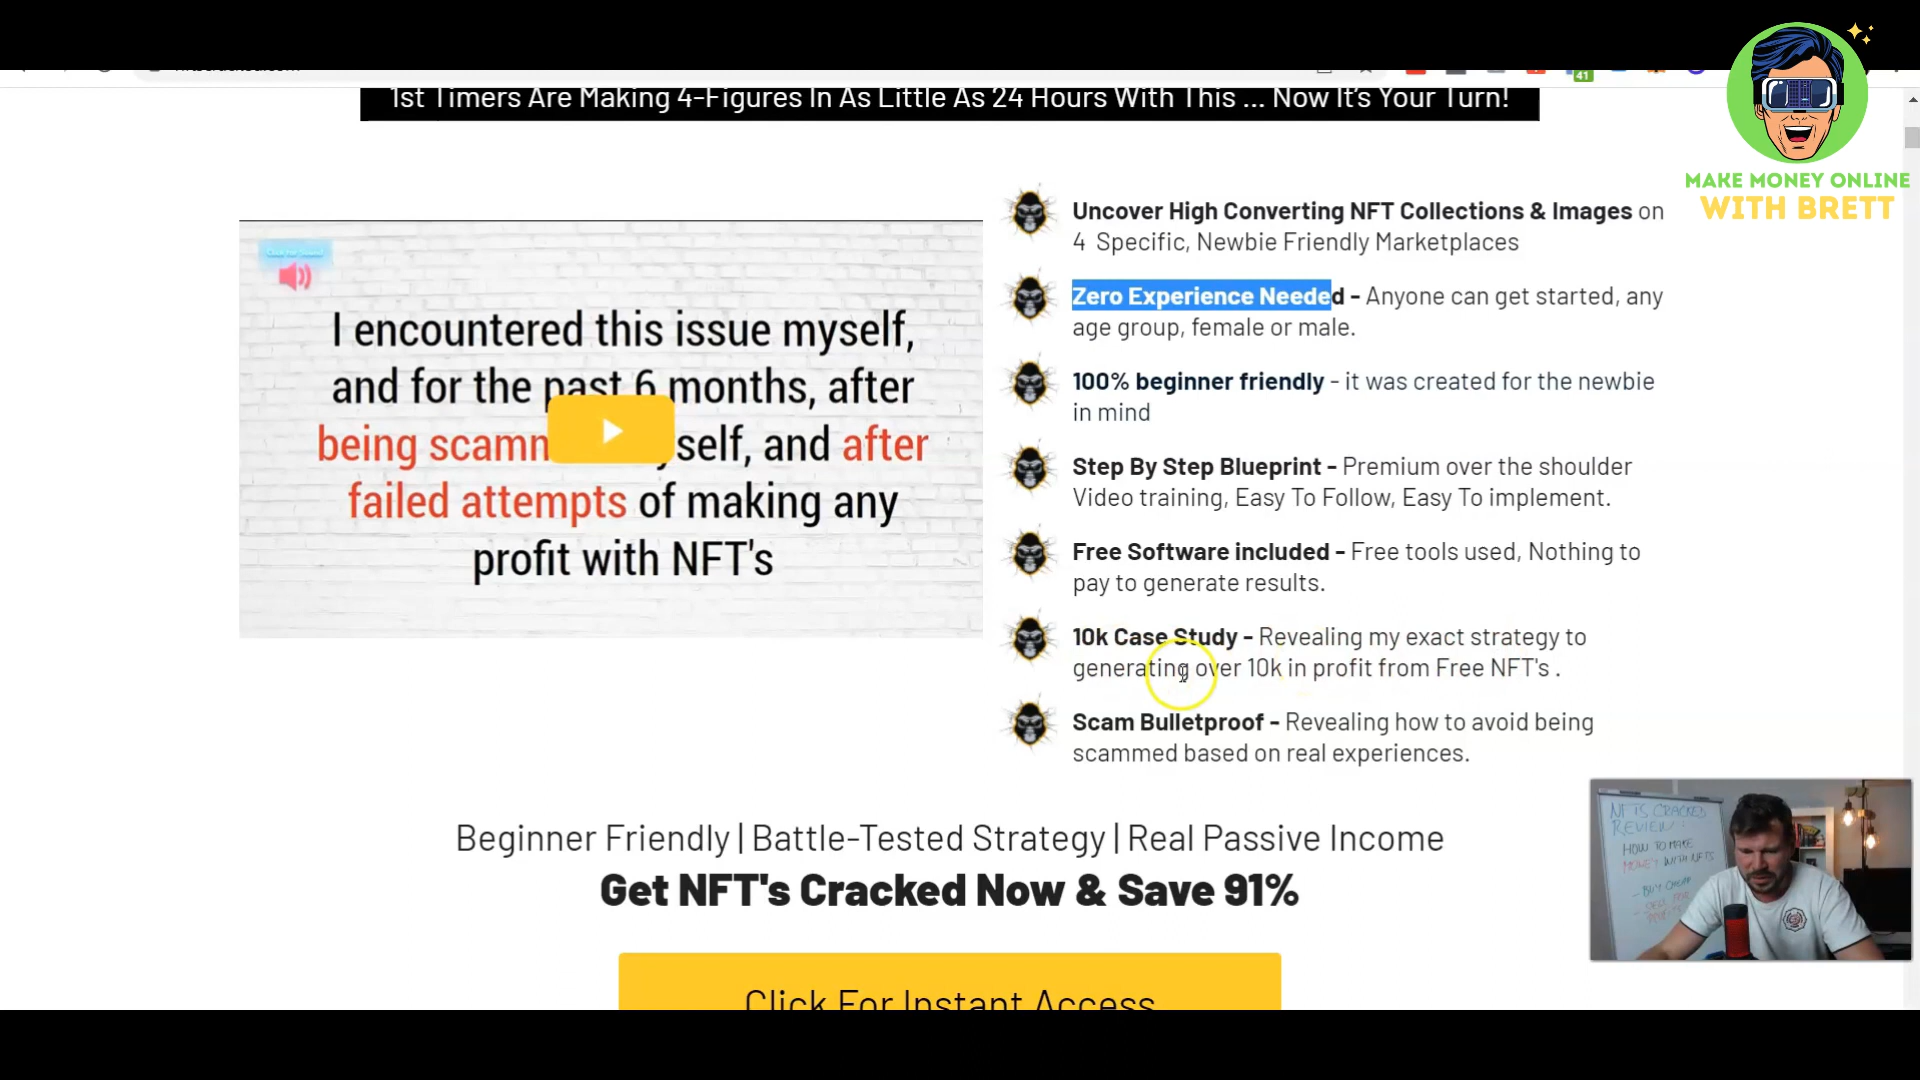 MAKE MONEY ONLINE
WITH BRETT
41
1st Timers Are Making 4-Figures In As Little As 24 Hours With This ... Now It's Your Turn!
I encountered this issue myself,
and for the past 6 months, after
being scamm self, and after
failed attempts of making any
profit with NFT's
Uncover High Converting NFT Collections & Images on
4 Specific, Newbie Friendly Marketplaces
Zero Experience Needed - Anyone can get started, any
age group, female or male.
100% beginner friendly - it was created for the newbie
in mind
Step By Step Blueprint - Premium over the shoulder
Video training, Easy To Follow, Easy To implement.
Free Software included - Free tools used, Nothing to
pay to generate results.
10k Case Study - Revealing my exact strategy to
generating over 10k in profit from Free NFT's .
Scam Bulletproof - Revealing how to avoid being
scammed based on real experiences.
Beginner Friendly | Battle-Tested Strategy | Real Passive Income
Get NFT's Cracked Now & Save 91%
Click For Instant Access
NFTS CRACKED
REVIEW:
HOW TO MAKE
MONEY WITH NFTS
- BUY CHEAP
- SELL FOR